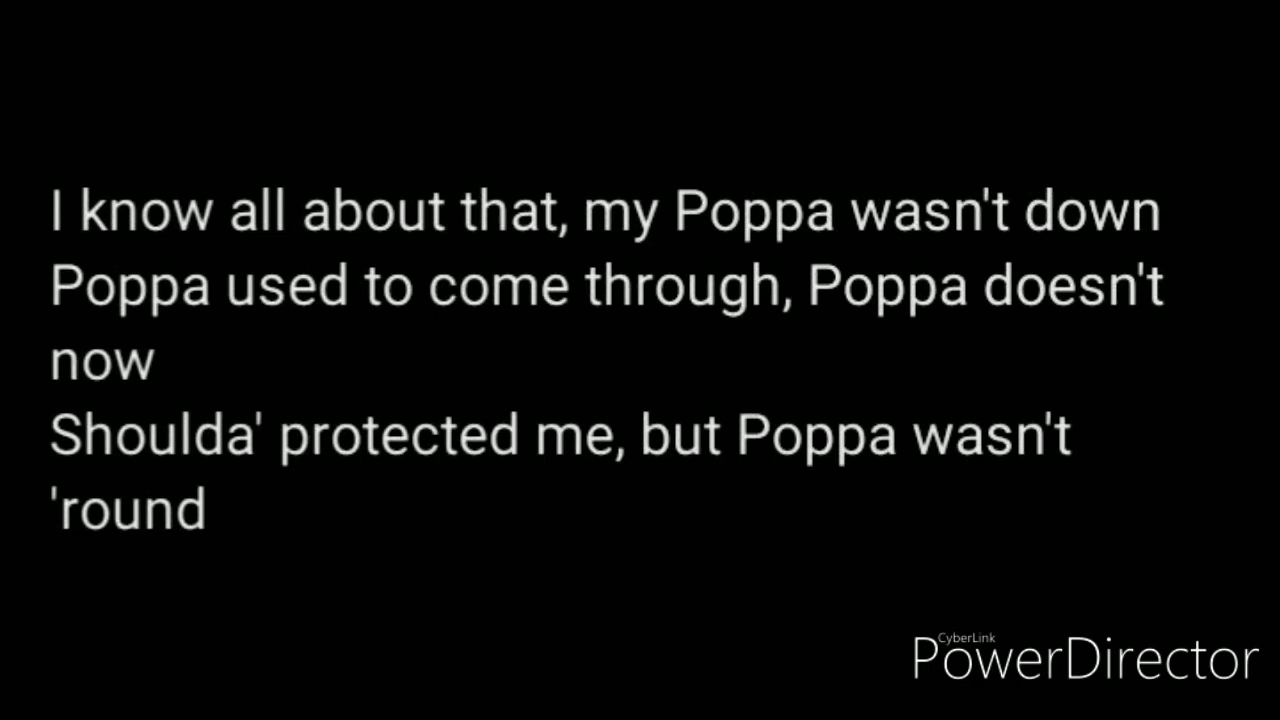 I know all about that, my Poppa wasn't down
Poppa used to come through, Poppa doesn't
now
Shoulda' protected me, but Poppa wasn't
'round
CyberLink
PowerDirector